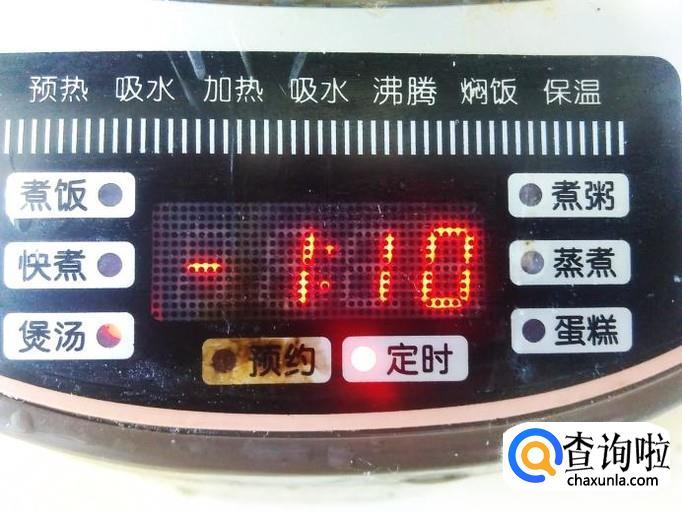 预热 吸水 加热 吸水 沸腾 焖饭 保温
煮饭 煮粥
快煮 -1:10 蒸煮
煲汤 蛋糕
预约 定时
查询啦
chaxunla.com